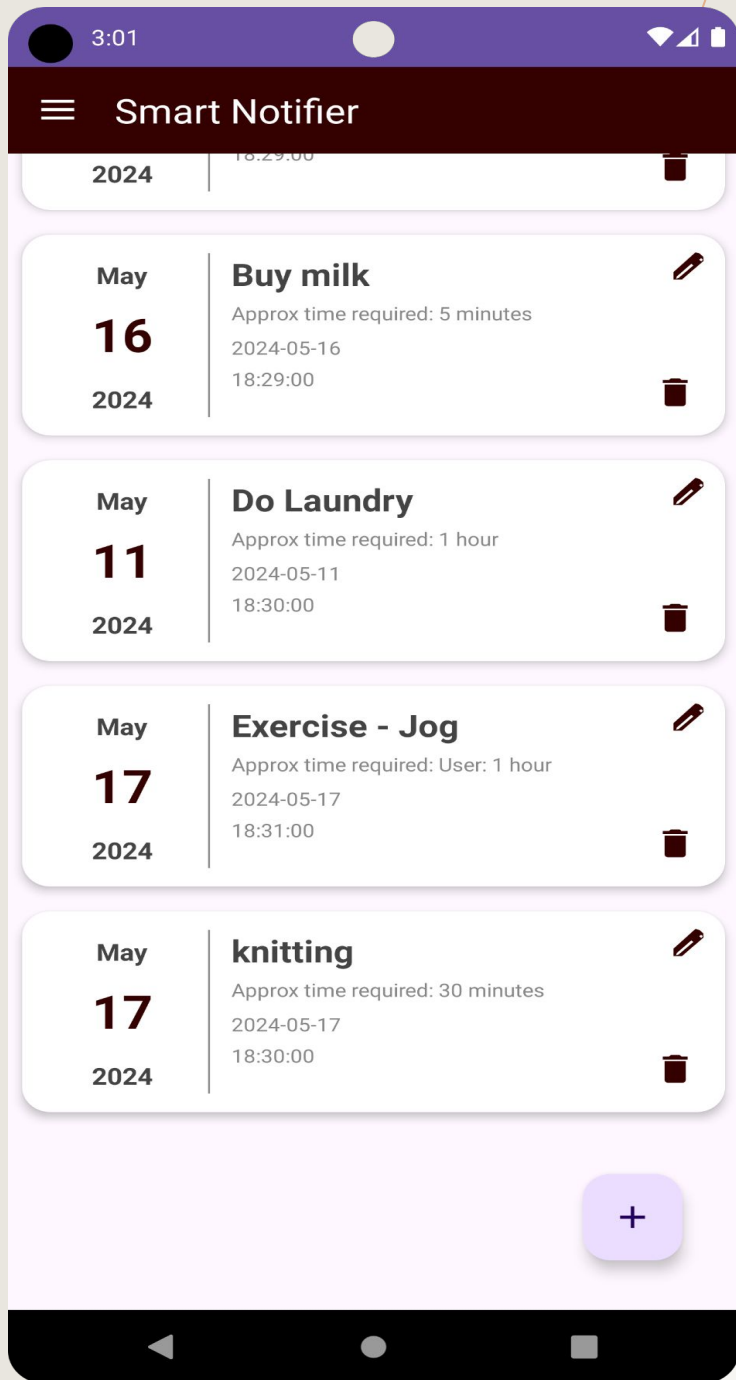 3:01
Smart Notifier
2024
18:29:00
May
16
2024
Buy milk
Approx time required: 5 minutes
2024-05-16
18:29:00
May
11
2024
Do Laundry
Approx time required: 1 hour
2024-05-11
18:30:00
May
17
2024
Exercise - Jog
Approx time required: User: 1 hour
2024-05-17
18:31:00
May
17
2024
knitting
Approx time required: 30 minutes
2024-05-17
18:30:00
+